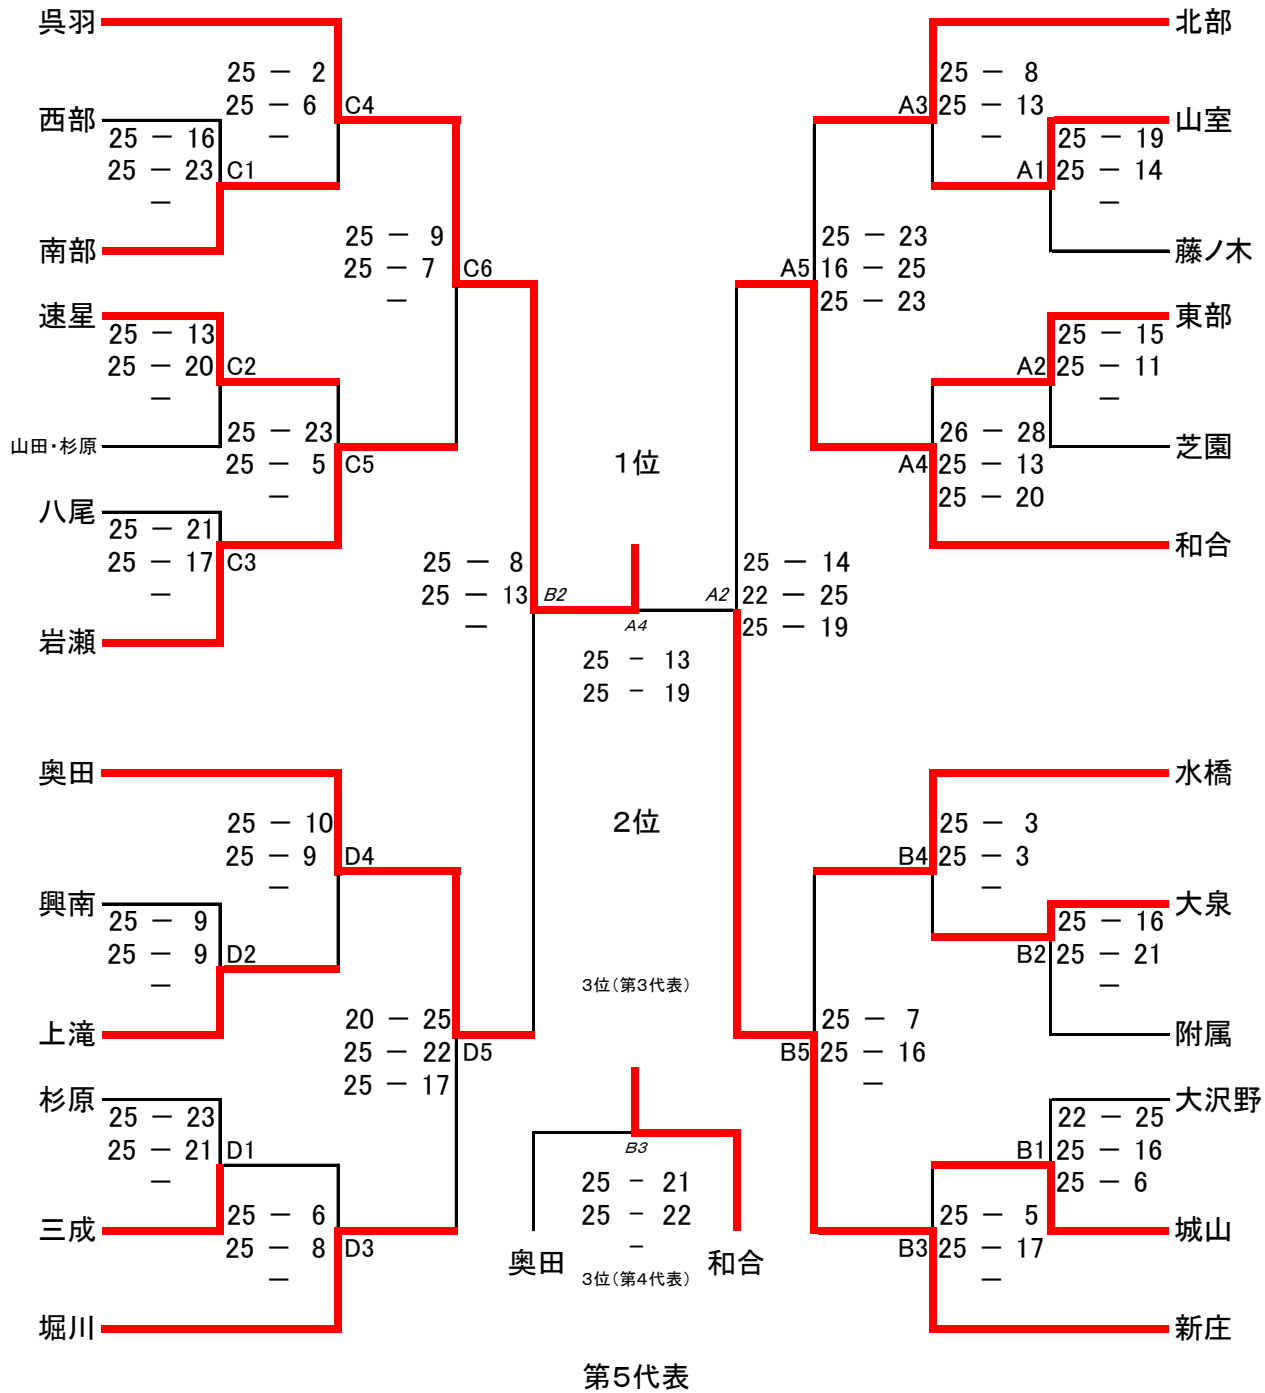 呉羽
西部
南部
速星
山田・杉原
八尾
岩瀬
奥田
興南
上滝
杉原
三成
堀川
25 － 2
25 － 6
－
C4
25 － 16
25 － 23
－
C1
25 － 9
25 － 7
－
C6
25 － 13
25 － 20
－
C2
25 － 23
25 － 5
－
C5
25 － 21
25 － 17
－
C3
25 － 8
25 － 13
－
B2
25 － 10
25 － 9
－
D4
25 － 9
25 － 9
－
D2
20 － 25
25 － 22
25 － 17
D5
25 － 23
25 － 21
－
D1
25 － 6
25 － 8
－
D3
1位
A4
25 － 13
25 － 19
2位
3位(第3代表)
B3
25 － 21
25 － 22
－
奥田
和合
3位(第4代表)
第5代表
北部
山室
藤ノ木
東部
芝園
和合
水橋
大泉
附属
大沢野
城山
新庄
A3
25 － 8
25 － 13
－
A1
25 － 19
25 － 14
－
A5
25 － 23
16 － 25
25 － 23
A2
25 － 15
25 － 11
－
A4
26 － 28
25 － 13
25 － 20
A2
25 － 14
22 － 25
25 － 19
B4
25 － 3
25 － 3
－
B2
25 － 16
25 － 21
－
B5
25 － 7
25 － 16
－
B1
22 － 25
25 － 16
25 － 6
B3
25 － 5
25 － 17
－